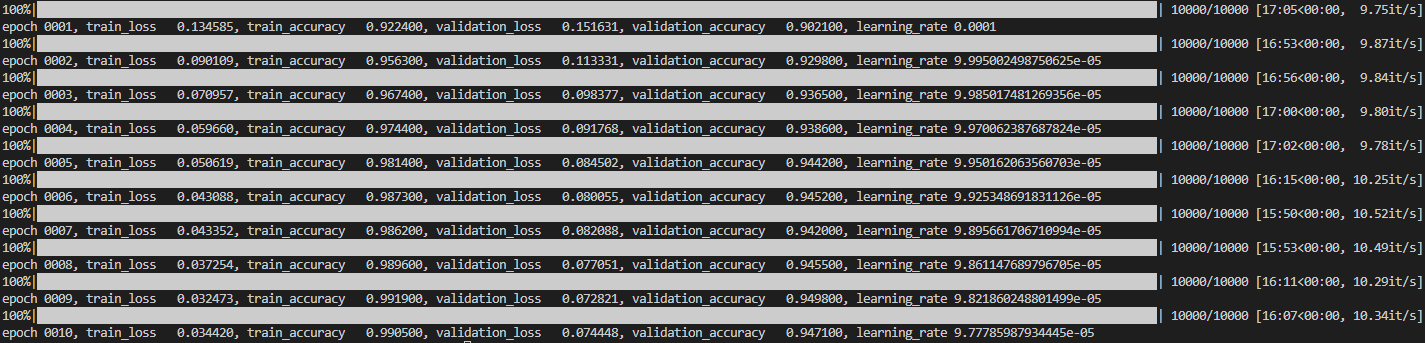 100%| | 10000/10000 [17:05<00:00, 9.75it/s]
epoch 0001, train_loss 0.134585, train_accuracy 0.922400, validation_loss 0.151631, validation_accuracy 0.902100, learning_rate 0.0001
100%| | 10000/10000 [16:53<00:00, 9.87it/s]
epoch 0002, train_loss 0.090109, train_accuracy 0.956300, validation_loss 0.113331, validation_accuracy 0.929800, learning_rate 9.995002498750625e-05
100%| | 10000/10000 [16:56<00:00, 9.84it/s]
epoch 0003, train_loss 0.070957, train_accuracy 0.967400, validation_loss 0.098377, validation_accuracy 0.936500, learning_rate 9.985017481269356e-05
100%| | 10000/10000 [17:00<00:00, 9.80it/s]
epoch 0004, train_loss 0.059660, train_accuracy 0.974400, validation_loss 0.091768, validation_accuracy 0.938600, learning_rate 9.970062387687824e-05
100%| | 10000/10000 [17:02<00:00, 9.78it/s]
epoch 0005, train_loss 0.050619, train_accuracy 0.981400, validation_loss 0.084502, validation_accuracy 0.944200, learning_rate 9.950162063560703e-05
100%| | 10000/10000 [16:15<00:00, 10.25it/s]
epoch 0006, train_loss 0.043088, train_accuracy 0.987300, validation_loss 0.080055, validation_accuracy 0.945200, learning_rate 9.925348691831126e-05
100%| | 10000/10000 [15:50<00:00, 10.52it/s]
epoch 0007, train_loss 0.043352, train_accuracy 0.986200, validation_loss 0.082088, validation_accuracy 0.942000, learning_rate 9.895661706710994e-05
100%| | 10000/10000 [15:53<00:00, 10.49it/s]
epoch 0008, train_loss 0.037254, train_accuracy 0.989600, validation_loss 0.077051, validation_accuracy 0.945500, learning_rate 9.861147689796705e-05
100%| | 10000/10000 [16:11<00:00, 10.29it/s]
epoch 0009, train_loss 0.032473, train_accuracy 0.991900, validation_loss 0.072821, validation_accuracy 0.949800, learning_rate 9.821860248801499e-05
100%| | 10000/10000 [16:07<00:00, 10.34it/s]
epoch 0010, train_loss 0.034420, train_accuracy 0.990500, validation_loss 0.074448, validation_accuracy 0.947100, learning_rate 9.77785987934445e-05